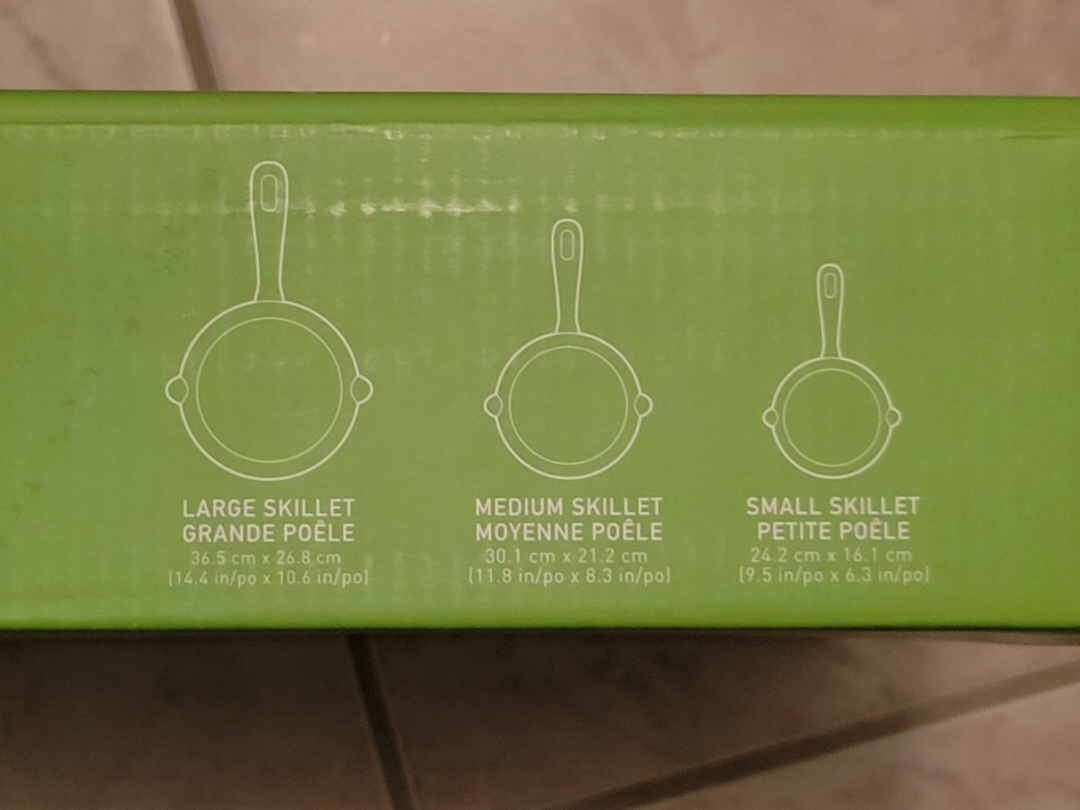 LARGE SKILLET
GRANDE POÊLE
36.5 cm x 26.8 cm
(14.4 in/po x 10.6 in/po)
MEDIUM SKILLET
MOYENNE POÊLE
30.1 cm x 21.2 cm
(11.8 in/po x 8.3 in/po)
SMALL SKILLET
PETITE POÊLE
24.2 cm x 16.1 cm
(9.5 in/po x 6.3 in/po)